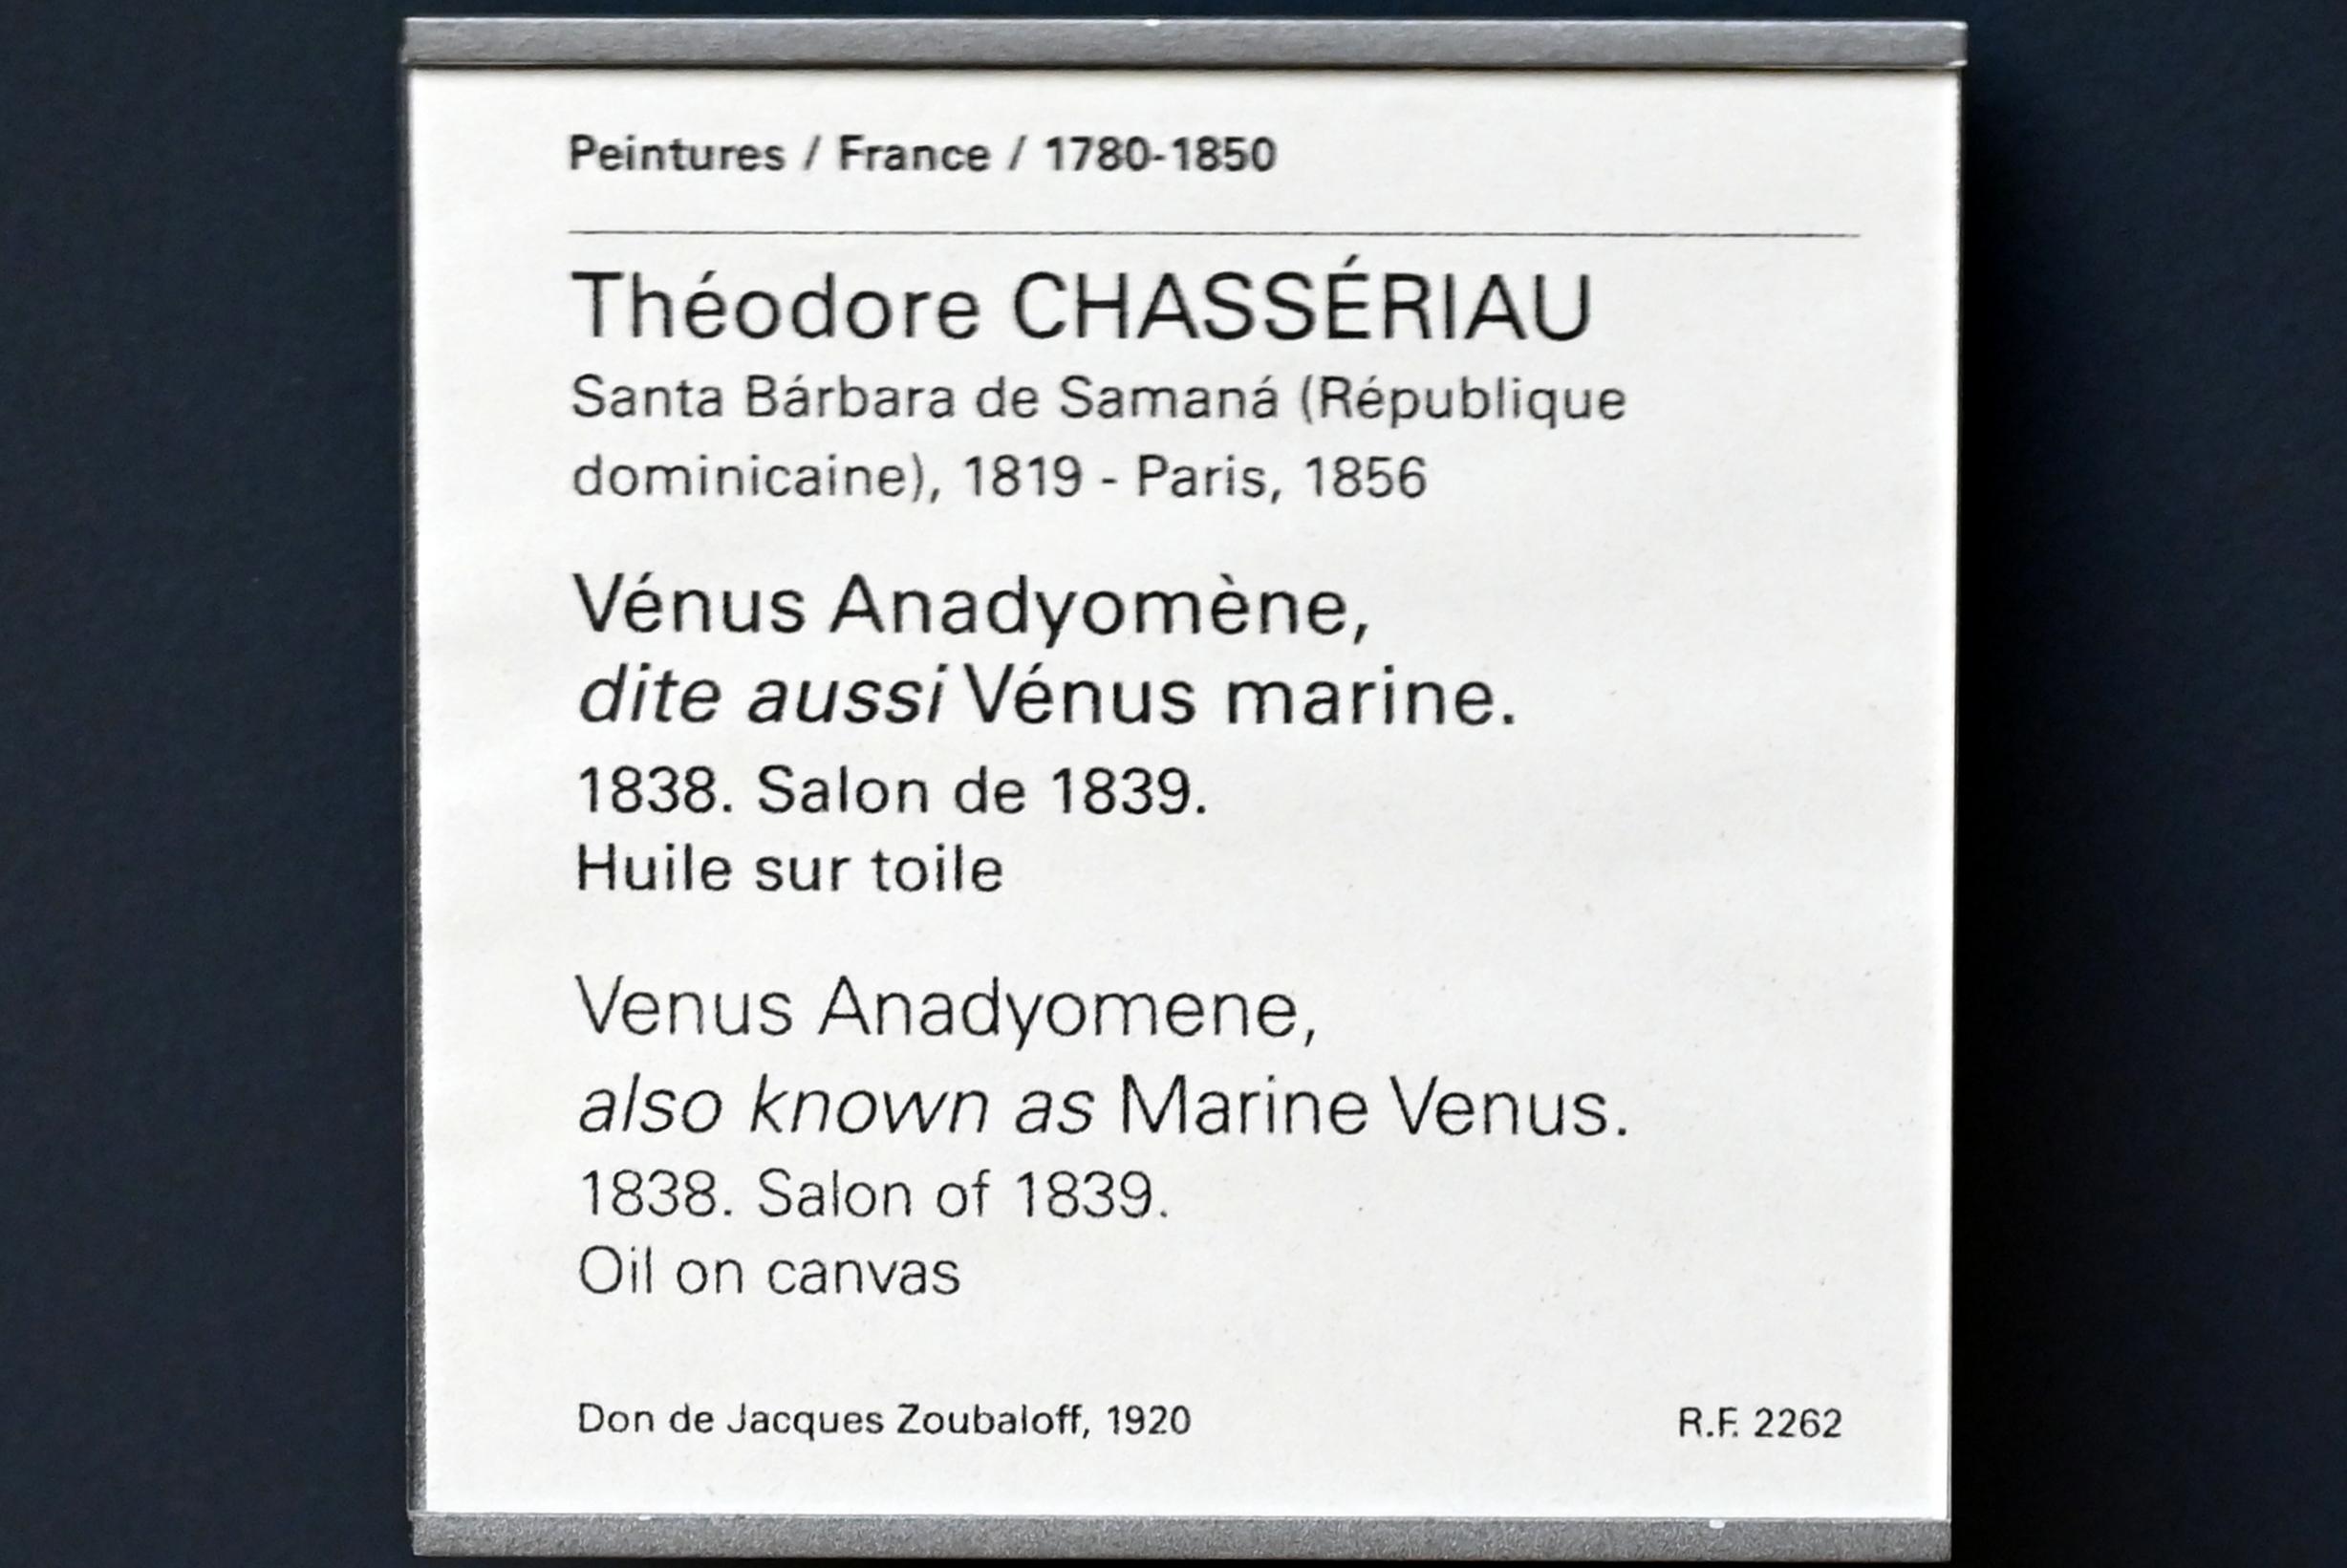 Peintures / France / 1780-1850
Théodore CHASSÉRIAU
Santa Bárbara de Samaná (République
dominicaine), 1819 - Paris, 1856
Vénus Anadyomène,
dite aussi Vénus marine.
1838. Salon de 1839.
Huile sur toile
Venus Anadyomene,
also known as Marine Venus.
1838. Salon of 1839.
Oil on canvas
Don de Jacques Zoubaloff, 1920
R.F. 2262